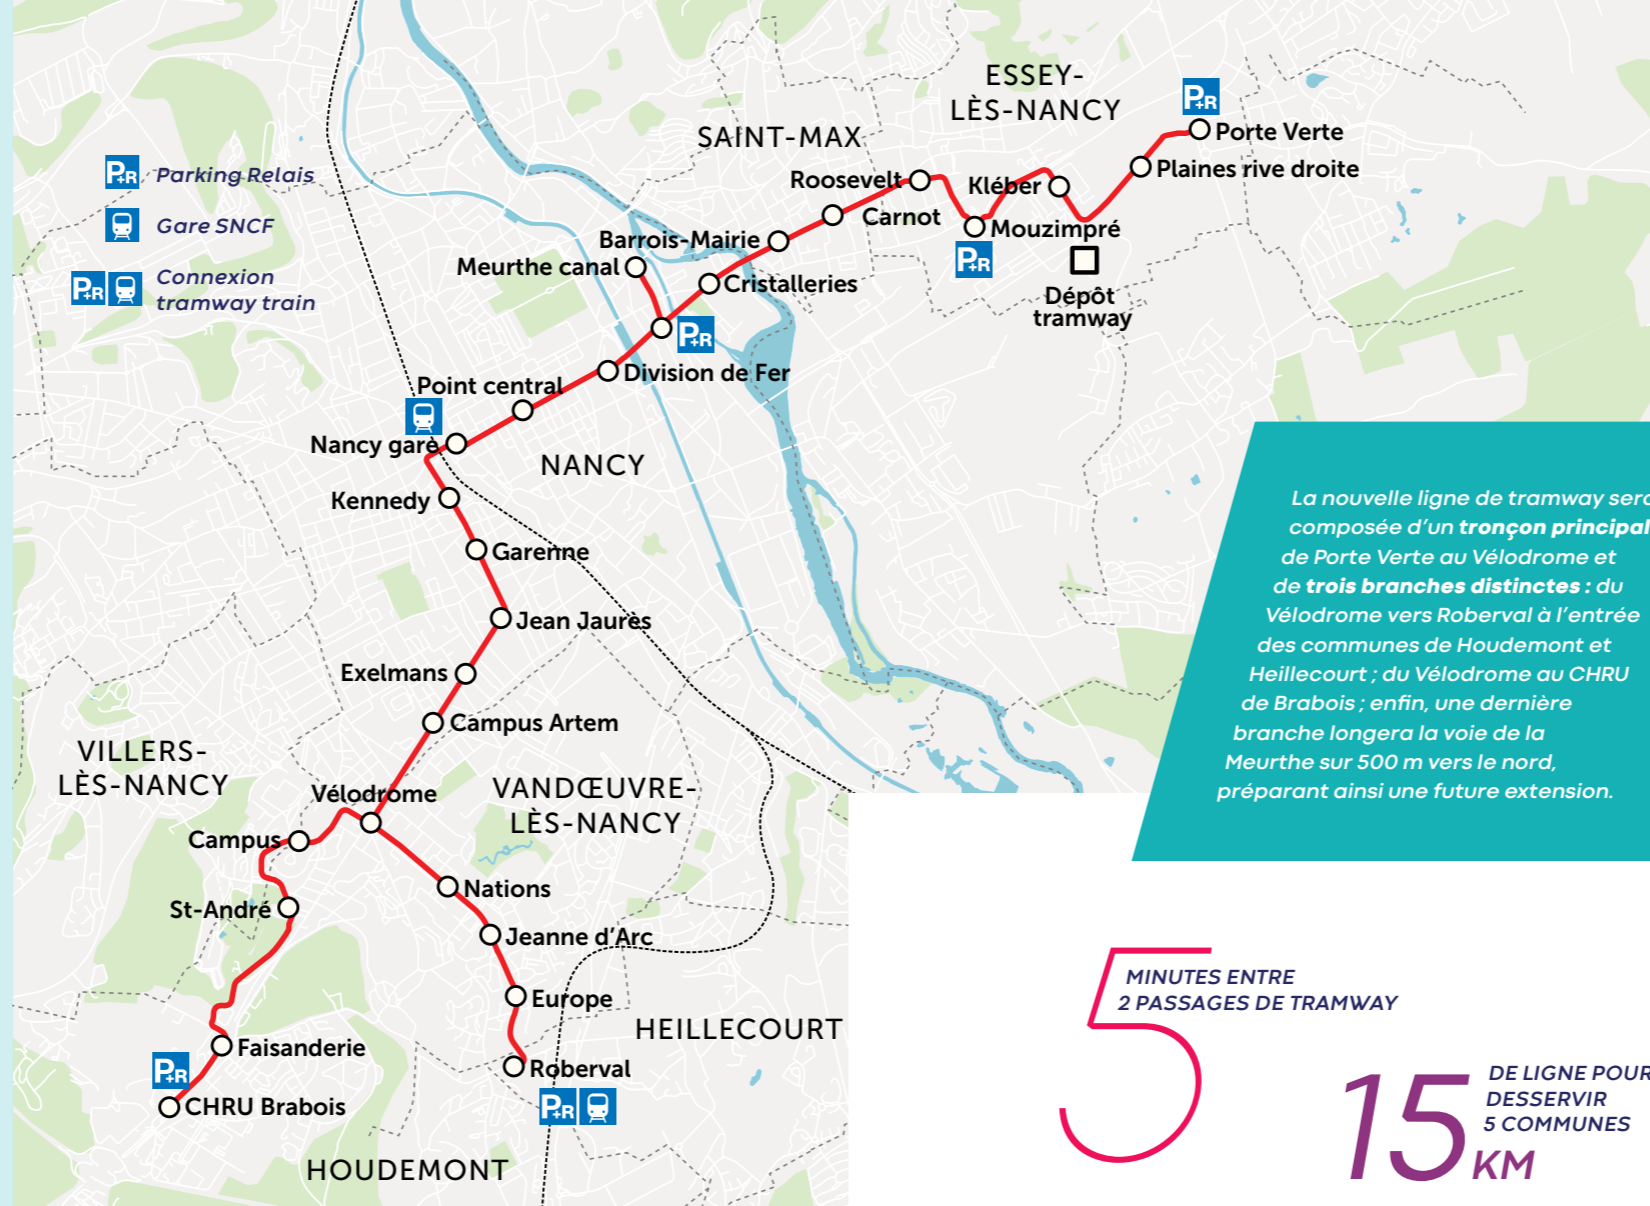 P+R Parking Relais
Gare SNCF
P+R Connexion
tramway train
ESSEY-
LÈS-NANCY
SAINT-MAX
P+R
Porte Verte
Plaines rive droite
Roosevelt
Kléber
Carnot
Mouzimpré
P+R
Barrois-Mairie
Meurthe canal
Cristalleries
Dépôt
tramway
P+R
Division de Fer
Point central
Nancy gare
NANCY
Kennedy
Garenne
Jean Jaurès
Exelmans
Campus Artem
VILLERS-
LÈS-NANCY
Vélodrome
VANDŒUVRE-
LÈS-NANCY
Campus
Nations
St-André
Jeanne d'Arc
Europe
HEILLECOURT
Faisanderie
Roberval
P+R
P+R
CHRU Brabois
HOUDEMONT
La nouvelle ligne de tramway sera
composée d'un tronçon principal
de Porte Verte au Vélodrome et
de trois branches distinctes : du
Vélodrome vers Roberval à l'entrée
des communes de Houdemont et
Heillecourt ; du Vélodrome au CHRU
de Brabois ; enfin, une dernière
branche longera la voie de la
Meurthe sur 500 m vers le nord,
préparant ainsi une future extension.
5
MINUTES ENTRE
2 PASSAGES DE TRAMWAY
15
KM
DE LIGNE POUR
DESSERVIR
5 COMMUNES